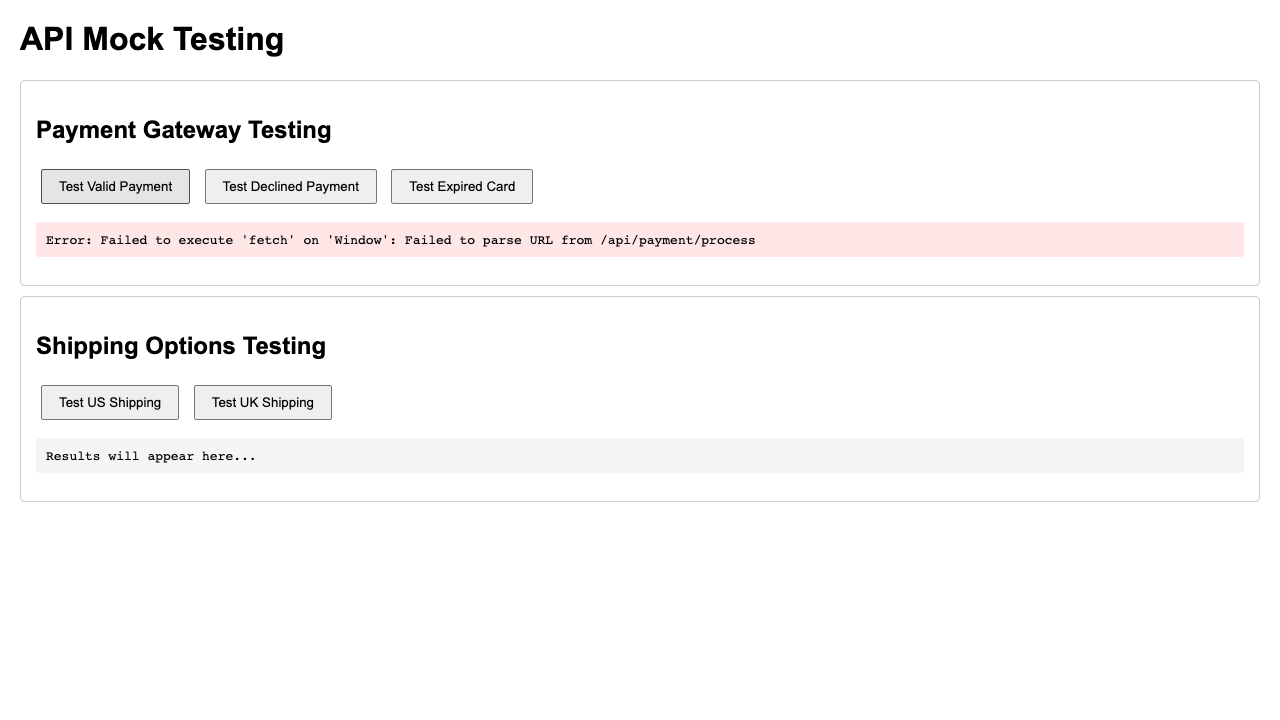 API Mock Testing
Payment Gateway Testing
Test Valid Payment
Test Declined Payment
Test Expired Card
Error: Failed to execute 'fetch' on 'Window': Failed to parse URL from /api/payment/process
Shipping Options Testing
Test US Shipping
Test UK Shipping
Results will appear here...